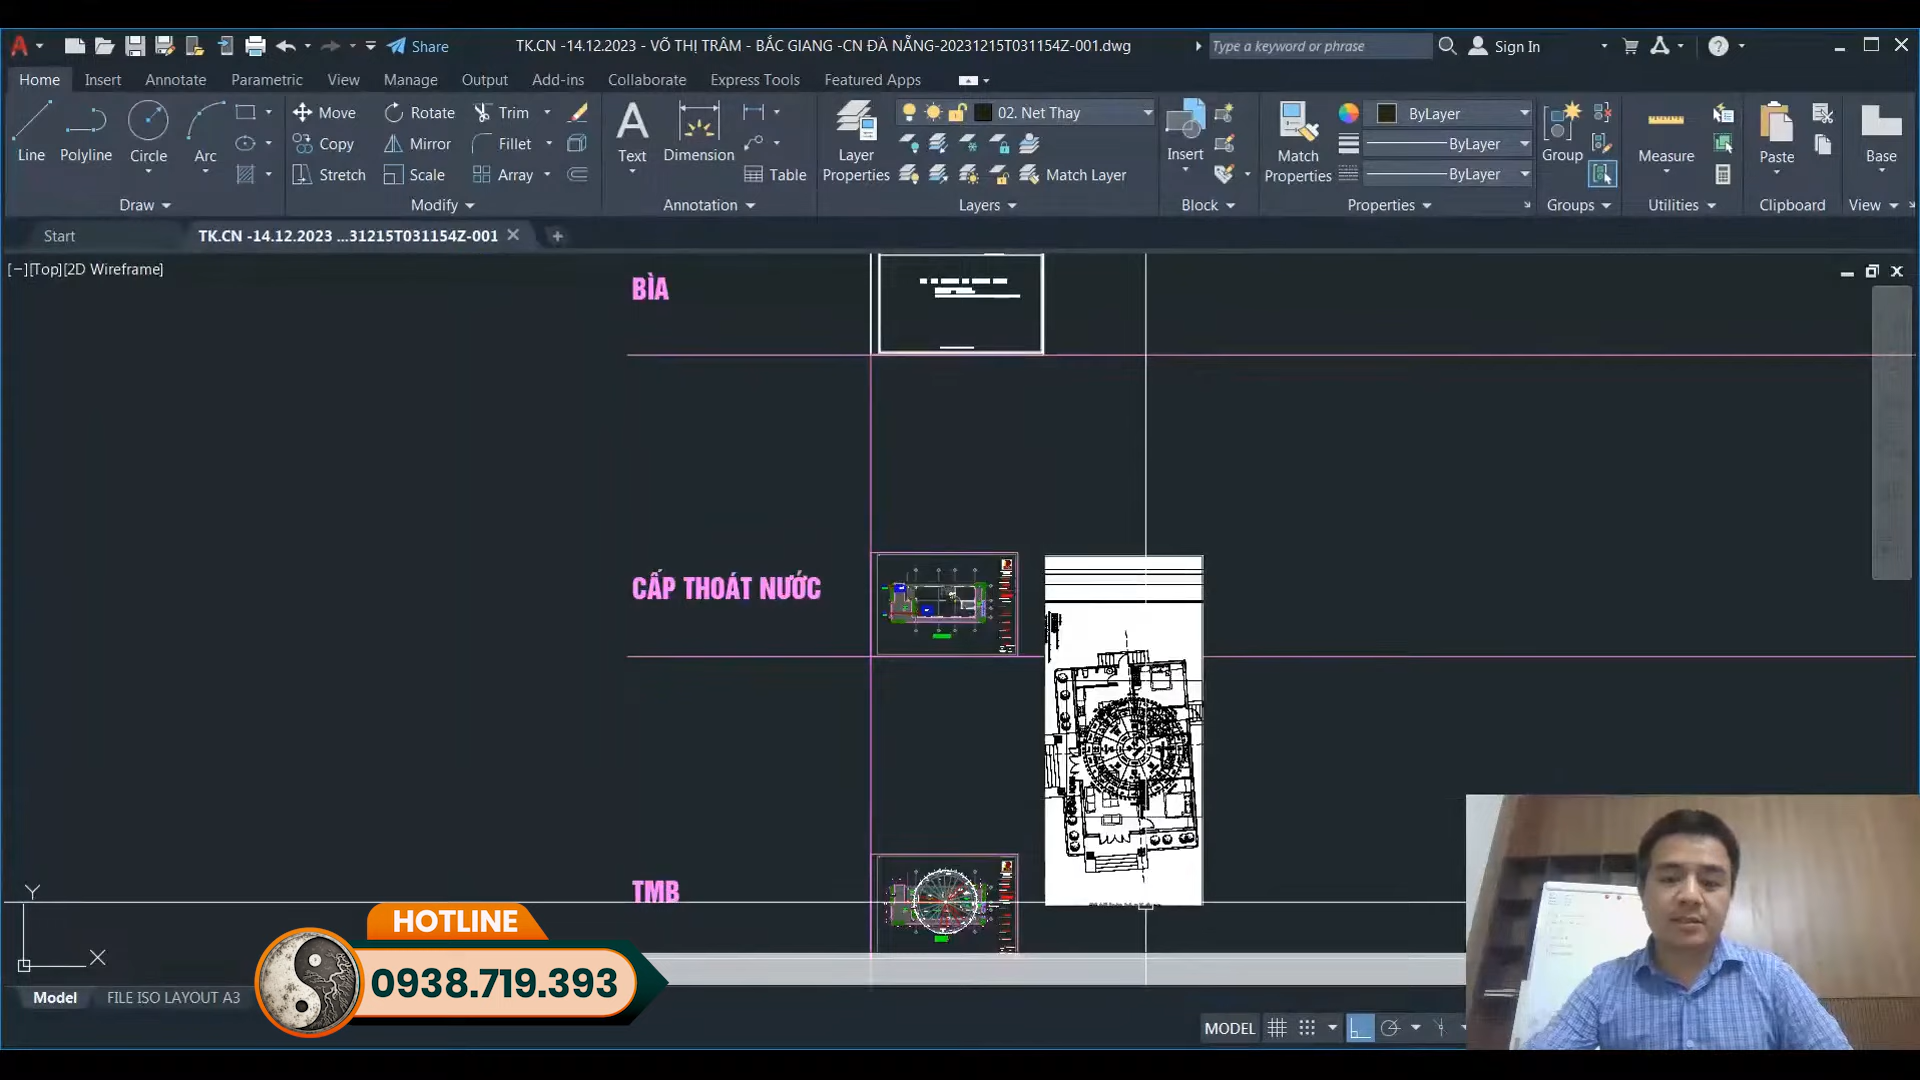 Share
TK.CN -14.12.2023 - VÕ THỊ TRÂM - BẮC GIANG -CN ĐÀ NẴNG-20231215T031154Z-001.dwg
Type a keyword or phrase
Sign In
Home Insert Annotate Parametric View Manage Output Add-ins Collaborate Express Tools Featured Apps
Line Polyline Circle Arc
Move Rotate Trim
Copy Mirror Fillet
Stretch Scale Array
Text Dimension Table
Layer Properties
02. Net Thay
Match Layer
Insert
Match Properties
ByLayer
ByLayer
ByLayer
Group Measure Paste Base
Draw Modify Annotation Layers Block Properties Groups Utilities Clipboard View
Start
TK.CN -14.12.2023 ...31215T031154Z-001
[−][Top][2D Wireframe]
BÌA
CẤP THOÁT NƯỚC
TMB
Y
X
HOTLINE
0938.719.393
Model
FILE ISO LAYOUT A3
MODEL